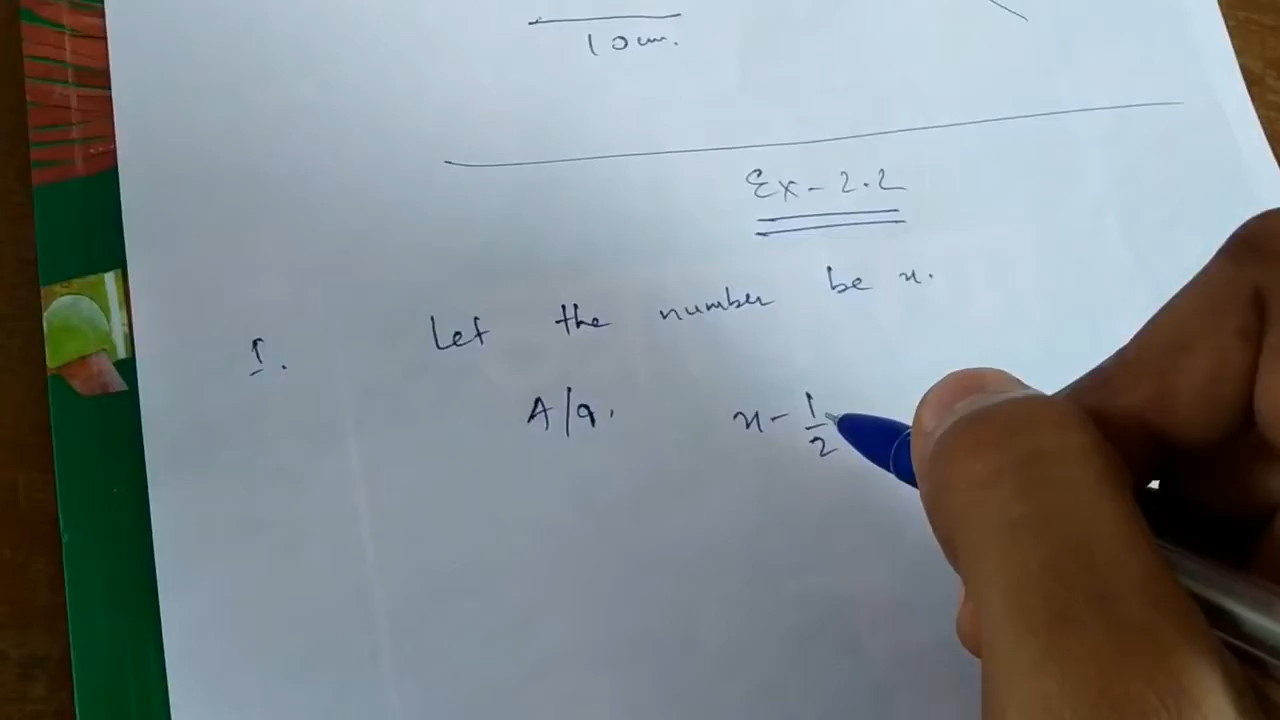 10 cm.
Ex - 2.2
1. Let the number be x.
A/q. x - 1/2